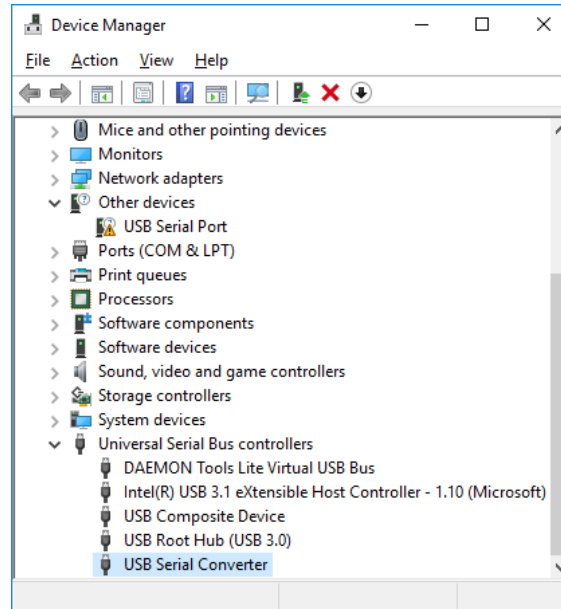 Device Manager
File Action View Help
Mice and other pointing devices
Monitors
Network adapters
Other devices
USB Serial Port
Ports (COM & LPT)
Print queues
Processors
Software components
Software devices
Sound, video and game controllers
Storage controllers
System devices
Universal Serial Bus controllers
DAEMON Tools Lite Virtual USB Bus
Intel(R) USB 3.1 eXtensible Host Controller - 1.10 (Microsoft)
USB Composite Device
USB Root Hub (USB 3.0)
USB Serial Converter